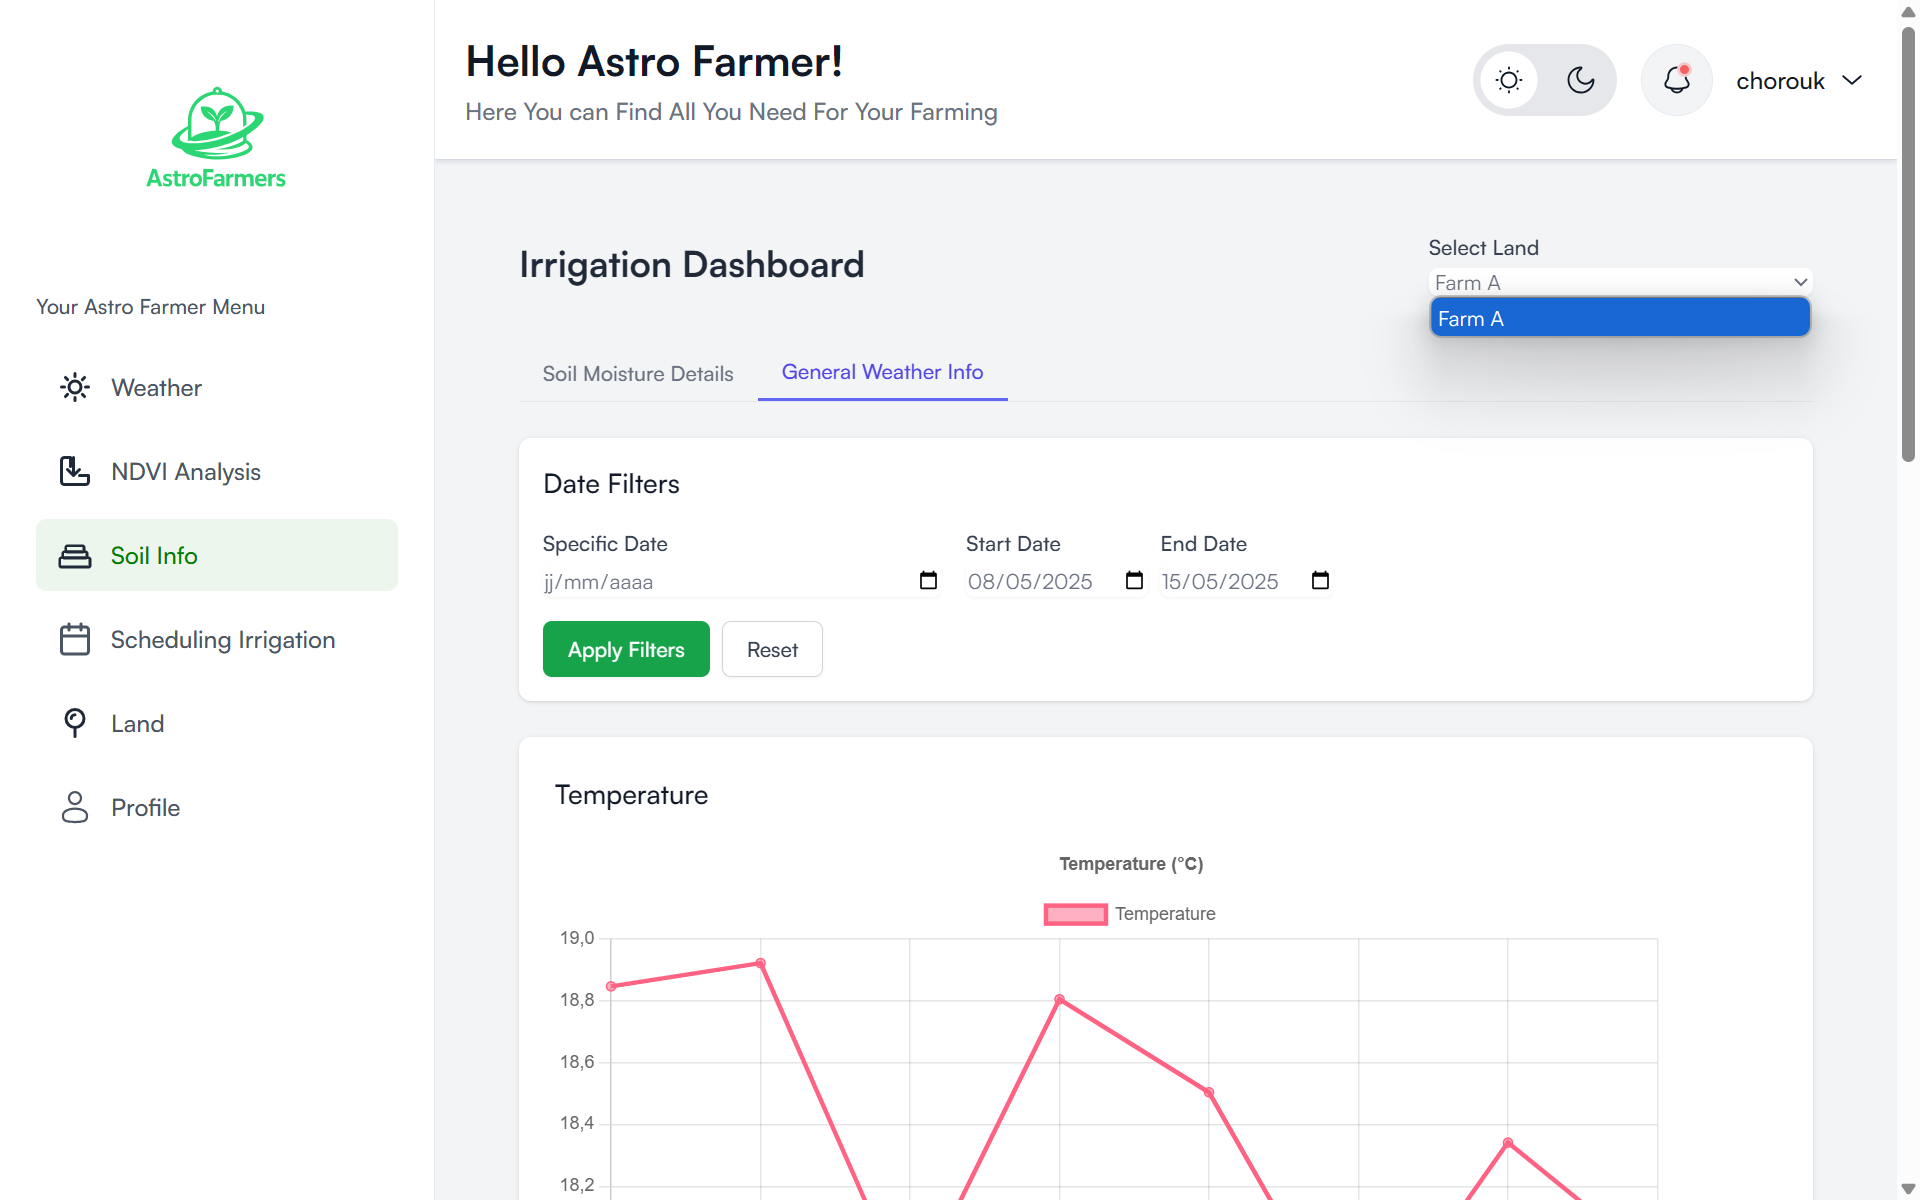 AstroFarmers
Your Astro Farmer Menu
Weather
NDVI Analysis
Soil Info
Scheduling Irrigation
Land
Profile
Hello Astro Farmer!
Here You can Find All You Need For Your Farming
chorouk
Irrigation Dashboard
Select Land
Farm A
Farm A
Soil Moisture Details
General Weather Info
Date Filters
Specific Date
Start Date
End Date
jj/mm/aaaa
08/05/2025
15/05/2025
Apply Filters
Reset
Temperature
Temperature (°C)
Temperature
19,0
18,8
18,6
18,4
18,2